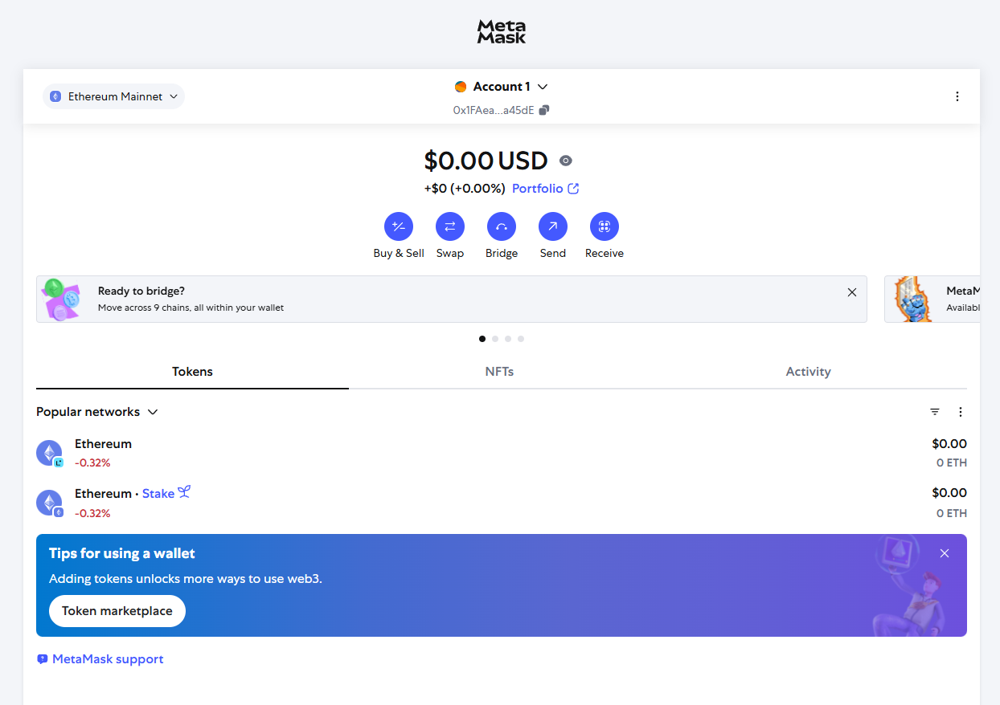 Meta
Mask
Ethereum Mainnet
Account 1
0x1FAea...a45dE
$0.00 USD
+$0 (+0.00%) Portfolio
Buy & Sell Swap Bridge Send Receive
Ready to bridge?
Move across 9 chains, all within your wallet
MetaM
Availabl
Tokens NFTs Activity
Popular networks
Ethereum $0.00
-0.32% 0 ETH
Ethereum • Stake $0.00
-0.32% 0 ETH
Tips for using a wallet
Adding tokens unlocks more ways to use web3.
Token marketplace
MetaMask support